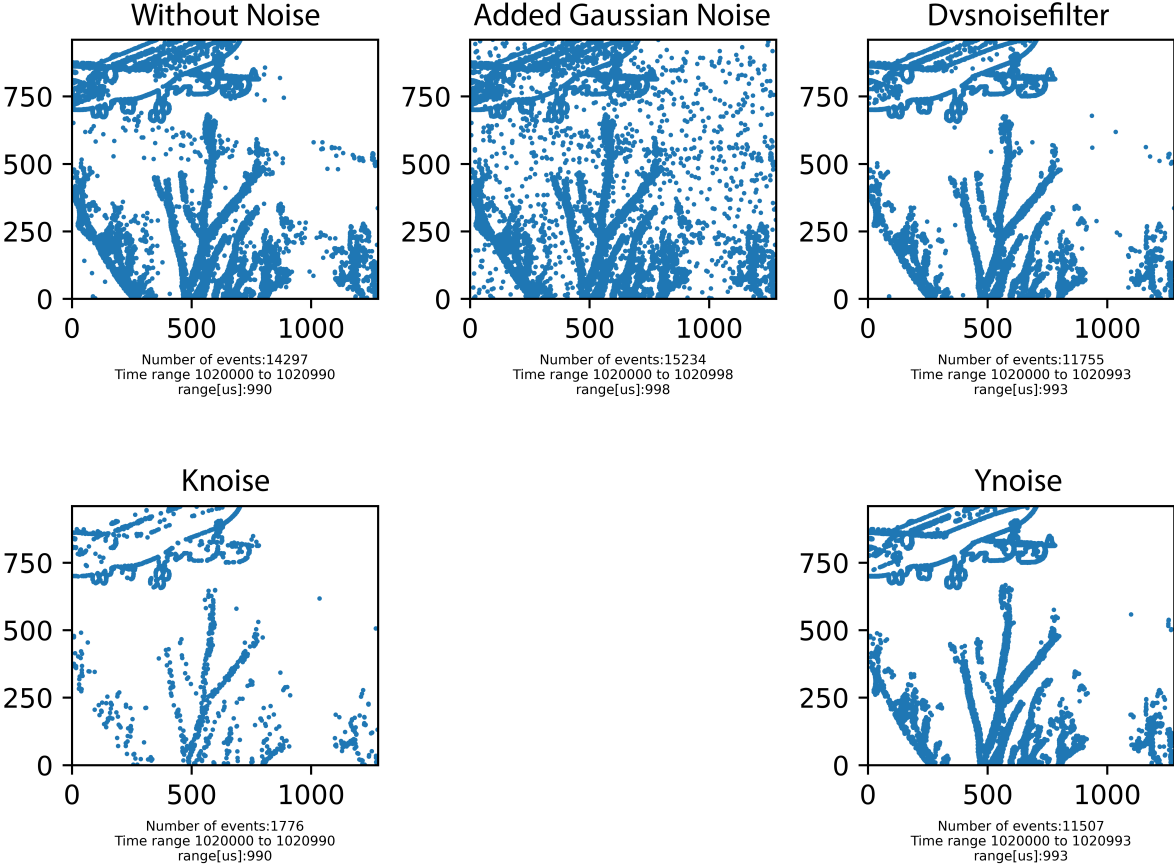 Without Noise
Added Gaussian Noise
Dvsnoisefilter
750
500
250
0
0
500
1000
750
500
250
0
0
500
1000
750
500
250
0
0
500
1000
Number of events:14297
Time range 1020000 to 1020990
range[us]:990
Number of events:15234
Time range 1020000 to 1020998
range[us]:998
Number of events:11755
Time range 1020000 to 1020993
range[us]:993
Knoise
Ynoise
750
500
250
0
0
500
1000
750
500
250
0
0
500
1000
Number of events:1776
Time range 1020000 to 1020990
range[us]:990
Number of events:11507
Time range 1020000 to 1020993
range[us]:993